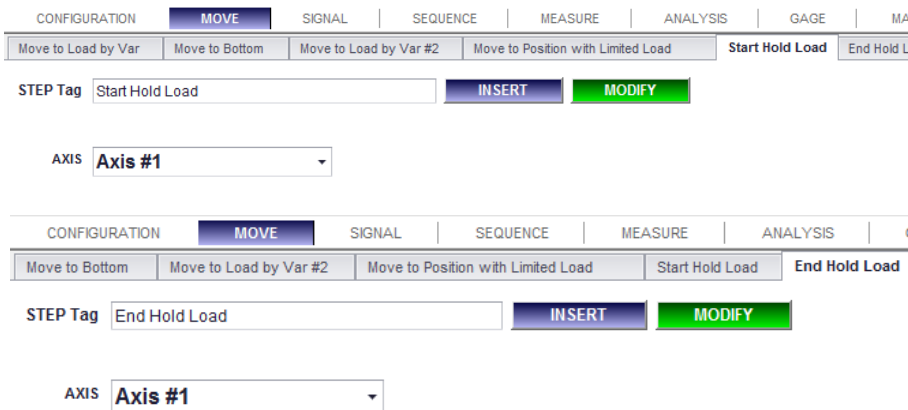 CONFIGURATION MOVE SIGNAL SEQUENCE MEASURE ANALYSIS GAGE MA
Move to Load by Var Move to Bottom Move to Load by Var #2 Move to Position with Limited Load Start Hold Load End Hold L
STEP Tag Start Hold Load INSERT MODIFY
AXIS Axis #1
CONFIGURATION MOVE SIGNAL SEQUENCE MEASURE ANALYSIS
Move to Bottom Move to Load by Var #2 Move to Position with Limited Load Start Hold Load End Hold Load
STEP Tag End Hold Load INSERT MODIFY
AXIS Axis #1